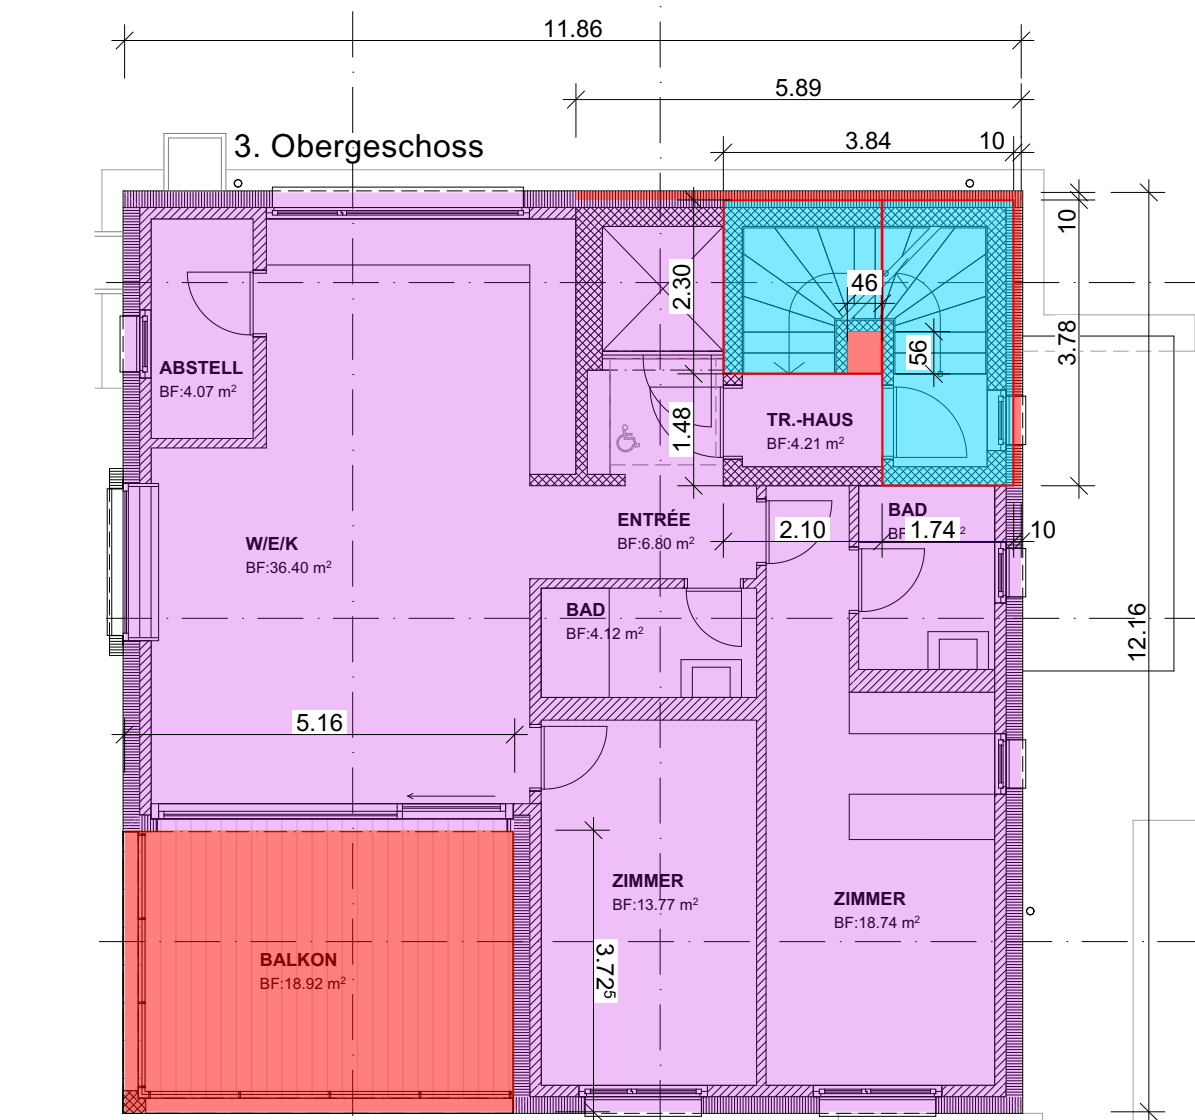 11.86
5.89
3. Obergeschoss
3.84
10
10
2.30
46
56
3.78
ABSTELL
BF:4.07 m²
1.48
TR.-HAUS
BF:4.21 m²
W/E/K
BF:36.40 m²
ENTRÉE
BF:6.80 m²
BAD
BF
2
2.10
1.74
10
BAD
BF:4.12 m²
12.16
5.16
ZIMMER
BF:13.77 m²
ZIMMER
BF:18.74 m²
BALKON
BF:18.92 m²
3.72⁵